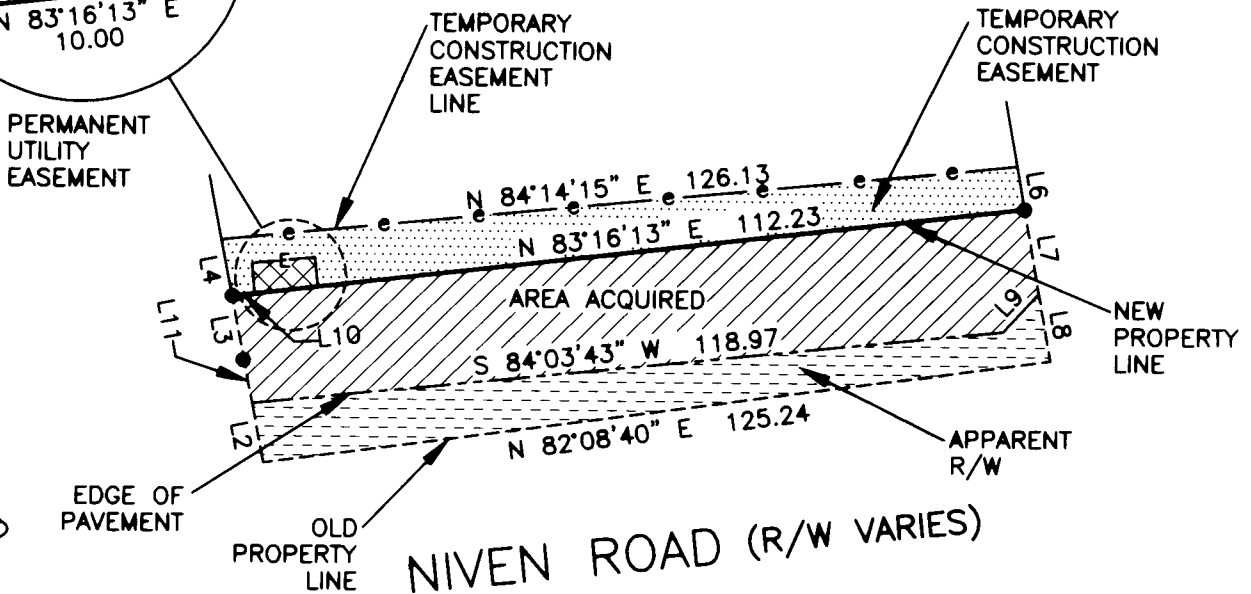 N 83°16'13" E
10.00
PERMANENT
UTILITY
EASEMENT
TEMPORARY
CONSTRUCTION
EASEMENT
LINE
TEMPORARY
CONSTRUCTION
EASEMENT
N 84°14'15" E 126.13
e e e e e e e e
N 83°16'13" E 112.23
L6
L4
E
L7
AREA ACQUIRED
L11
L3
L10
L9
L8
NEW
PROPERTY
LINE
S 84°03'43" W 118.97
L2
N 82°08'40" E 125.24
APPARENT
R/W
EDGE OF
PAVEMENT
OLD
PROPERTY
LINE
NIVEN ROAD (R/W VARIES)